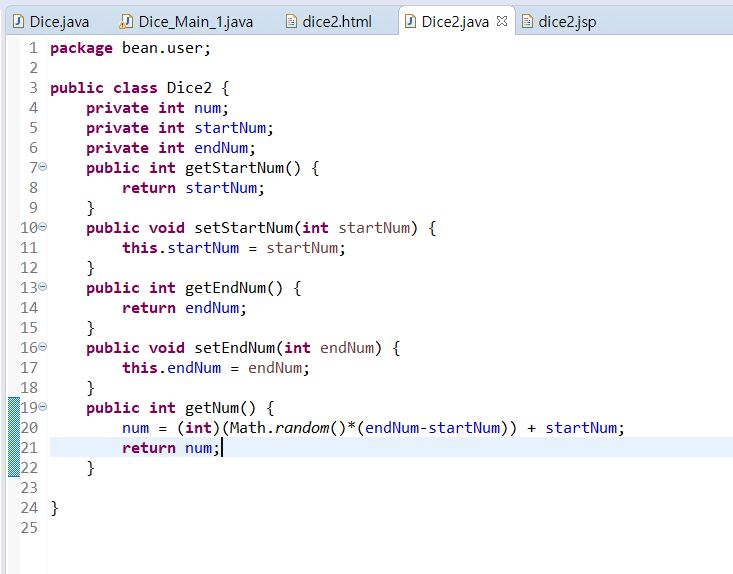 Dice.java Dice_Main_1.java dice2.html Dice2.java dice2.jsp
1 package bean.user;
2
3 public class Dice2 {
4     private int num;
5     private int startNum;
6     private int endNum;
7     public int getStartNum() {
8         return startNum;
9     }
10     public void setStartNum(int startNum) {
11         this.startNum = startNum;
12     }
13     public int getEndNum() {
14         return endNum;
15     }
16     public void setEndNum(int endNum) {
17         this.endNum = endNum;
18     }
19     public int getNum() {
20         num = (int)(Math.random()*(endNum-startNum)) + startNum;
21         return num;
22     }
23
24 }
25